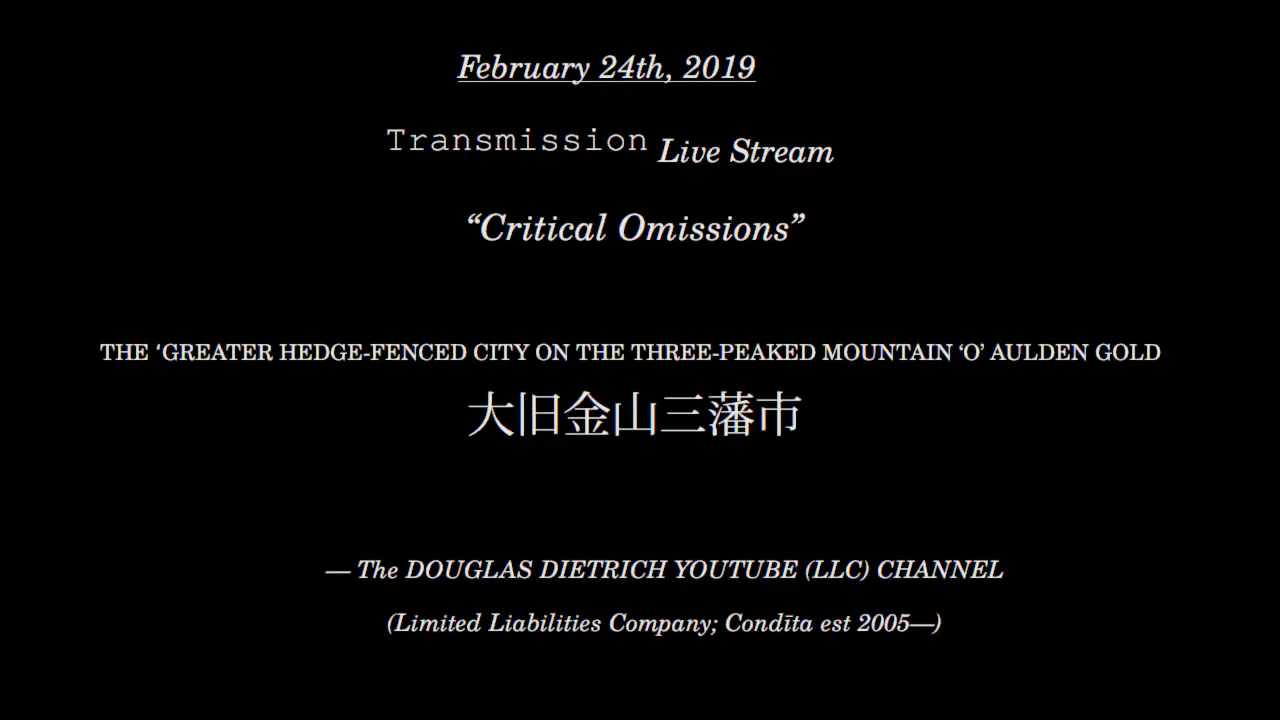 February 24th, 2019
Transmission Live Stream
“Critical Omissions”
THE ‘GREATER HEDGE-FENCED CITY ON THE THREE-PEAKED MOUNTAIN ‘O’ AULDEN GOLD
大旧金山三藩市
— The DOUGLAS DIETRICH YOUTUBE (LLC) CHANNEL
(Limited Liabilities Company; Condīta est 2005—)